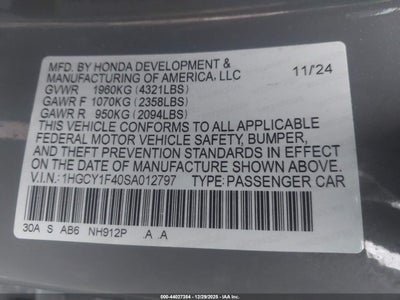 MFD. BY HONDA DEVELOPMENT & 11/24
MANUFACTURING OF AMERICA, LLC
GVWR 1960KG (4321LBS)
GAWR F 1070KG (2358LBS)
GAWR R 950KG (2094LBS)
THIS VEHICLE CONFORMS TO ALL APPLICABLE
FEDERAL MOTOR VEHICLE SAFETY, BUMPER,
AND THEFT PREVENTION STANDARDS IN EFFECT
ON THE DATE OF MANUFACTURE SHOWN ABOVE.
V.I.N.: 1HGCY1F40SA012797 TYPE: PASSENGER CAR
30A S AB6 NH912P .A .A
000-44027384 - 12/29/2025 - IAAI